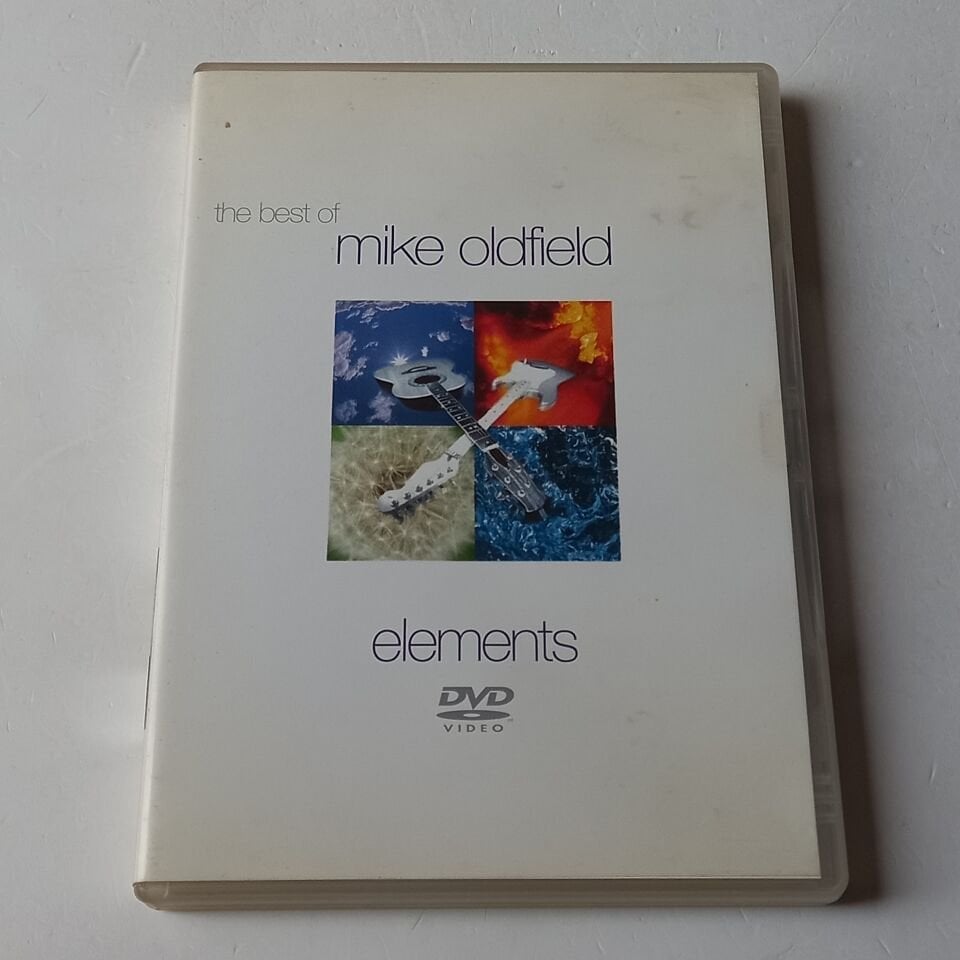 the best of
mike oldfield
elements
DVD
VIDEO